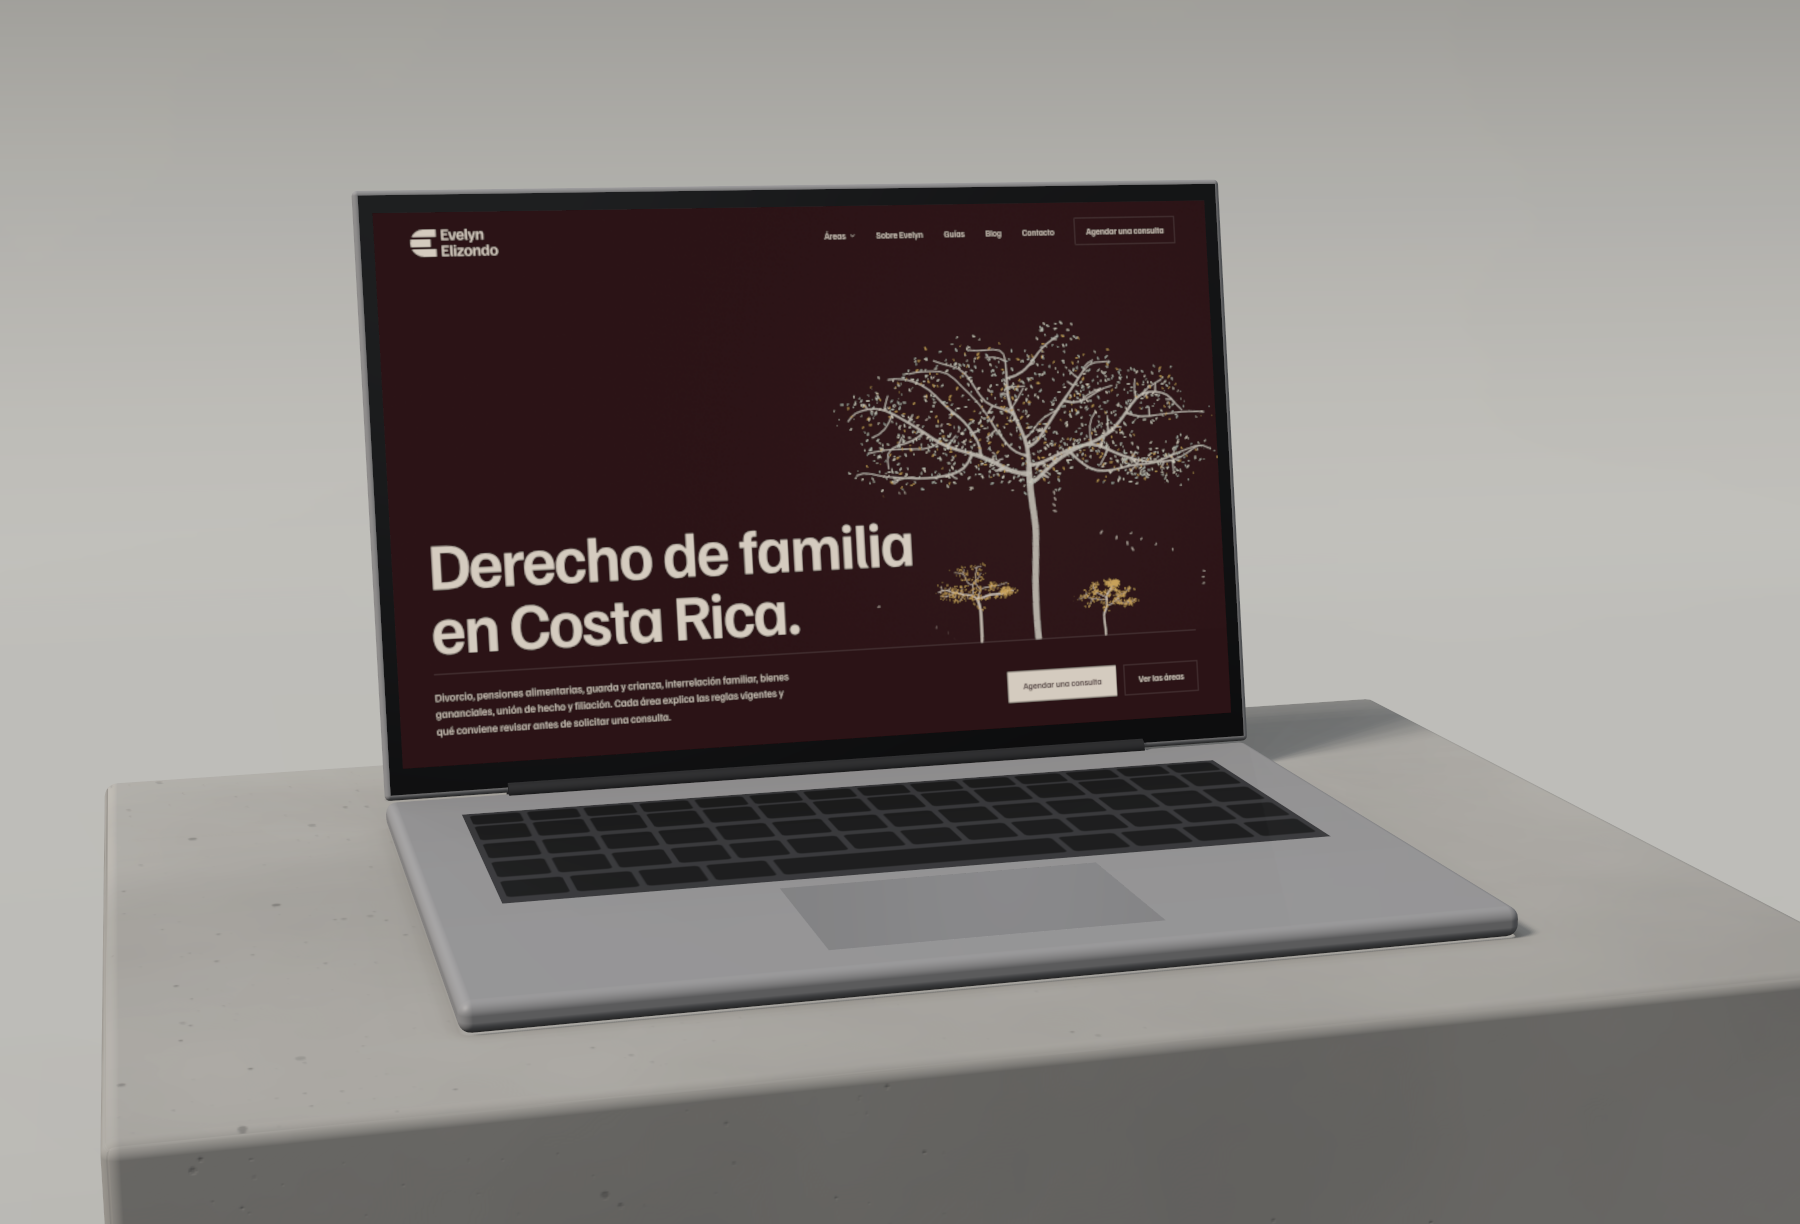 Evelyn
Elizondo
Áreas
Sobre Evelyn
Guías
Blog
Contacto
Agendar una consulta
Derecho de familia
en Costa Rica.
Divorcio, pensiones alimentarias, guarda y crianza, interrelación familiar, bienes
gananciales, unión de hecho y filiación. Cada área explica las reglas vigentes y
qué conviene revisar antes de solicitar una consulta.
Agendar una consulta
Ver las áreas